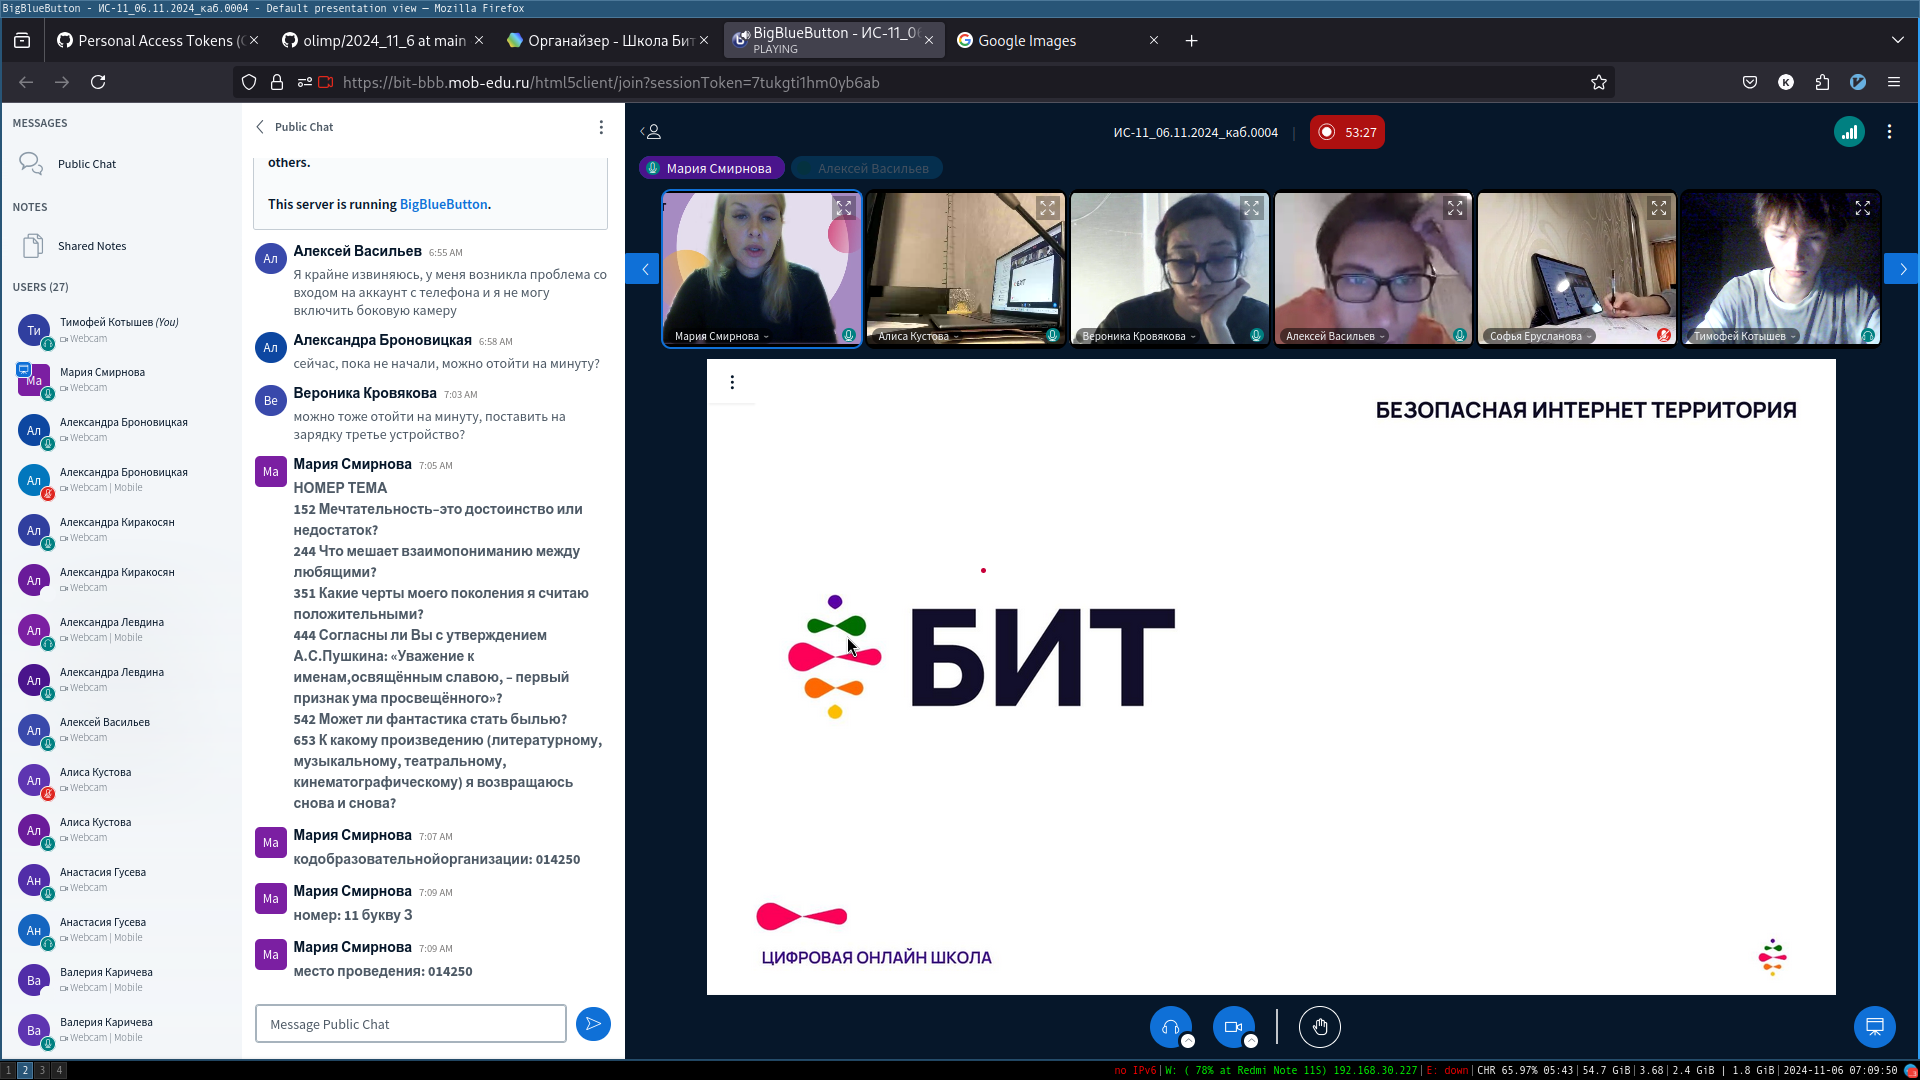 BigBlueButton - ИС-11_06.11.2024_каб.0004 - Default presentation view — Mozilla Firefox
Personal Access Tokens (
olimp/2024_11_6 at main
Органайзер - Школа Бит
BigBlueButton - ИС-11_06
PLAYING
Google Images
https://bit-bbb.mob-edu.ru/html5client/join?sessionToken=7tukgti1hm0yb6ab
MESSAGES
Public Chat
NOTES
Shared Notes
USERS (27)
Ти
Тимофей Котышев (You)
Webcam
Ма
Мария Смирнова
Webcam
Ал
Александра Броновицкая
Webcam
Ал
Александра Броновицкая
Webcam | Mobile
Ал
Александра Киракосян
Webcam
Ал
Александра Киракосян
Webcam
Ал
Александра Левдина
Webcam | Mobile
Ал
Александра Левдина
Webcam
Ал
Алексей Васильев
Webcam
Ал
Алиса Кустова
Webcam
Ал
Алиса Кустова
Webcam
Ан
Анастасия Гусева
Webcam
Ан
Анастасия Гусева
Webcam | Mobile
Ва
Валерия Каричева
Webcam | Mobile
Ва
Валерия Каричева
Webcam | Mobile
Public Chat
others.
This server is running BigBlueButton.
Ал
Алексей Васильев 6:55 AM
Я крайне извиняюсь, у меня возникла проблема со
входом на аккаунт с телефона и я не могу
включить боковую камеру
Ал
Александра Броновицкая 6:58 AM
сейчас, пока не начали, можно отойти на минуту?
Ве
Вероника Кровякова 7:03 AM
можно тоже отойти на минуту, поставить на
зарядку третье устройство?
Ма
Мария Смирнова 7:05 AM
НОМЕР ТЕМА
152 Мечтательность–это достоинство или
недостаток?
244 Что мешает взаимопониманию между
любящими?
351 Какие черты моего поколения я считаю
положительными?
444 Согласны ли Вы с утверждением
А.С.Пушкина: «Уважение к
именам,освящённым славою, – первый
признак ума просвещённого»?
542 Может ли фантастика стать былью?
653 К какому произведению (литературному,
музыкальному, театральному,
кинематографическому) я возвращаюсь
снова и снова?
Ма
Мария Смирнова 7:07 AM
кодобразовательнойорганизации: 014250
Ма
Мария Смирнова 7:09 AM
номер: 11 букву З
Ма
Мария Смирнова 7:09 AM
место проведения: 014250
Message Public Chat
ИС-11_06.11.2024_каб.0004
53:27
Мария Смирнова
Алексей Васильев
Мария Смирнова
Алиса Кустова
Вероника Кровякова
Алексей Васильев
Софья Ерусланова
Тимофей Котышев
БЕЗОПАСНАЯ ИНТЕРНЕТ ТЕРРИТОРИЯ
БИТ
ЦИФРОВАЯ ОНЛАЙН ШКОЛА
1 2 3 4
no IPv6|W: ( 78% at Redmi Note 11S) 192.168.30.227|E: down|CHR 65.97% 05:43|54.7 GiB|3.68|2.4 GiB | 1.8 GiB|2024-11-06 07:09:50